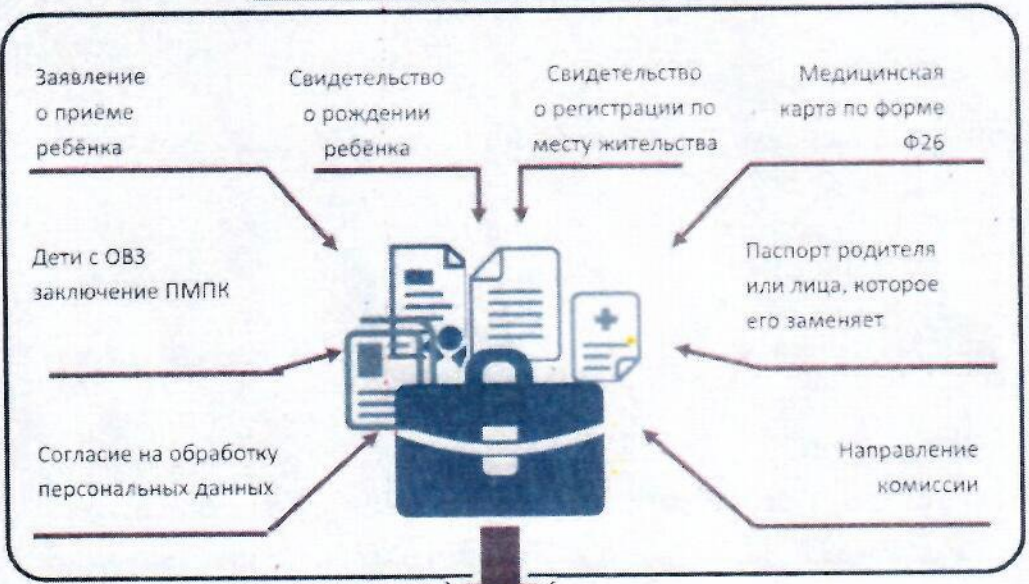 Заявление
о приёме
ребёнка
Свидетельство
о рождении
ребёнка
Свидетельство
о регистрации по
месту жительства
Медицинская
карта по форме
Ф26
Дети с ОВЗ
заключение ПМПК
Паспорт родителя
или лица, которое
его заменяет
Согласие на обработку
персональных данных
Направление
комиссии